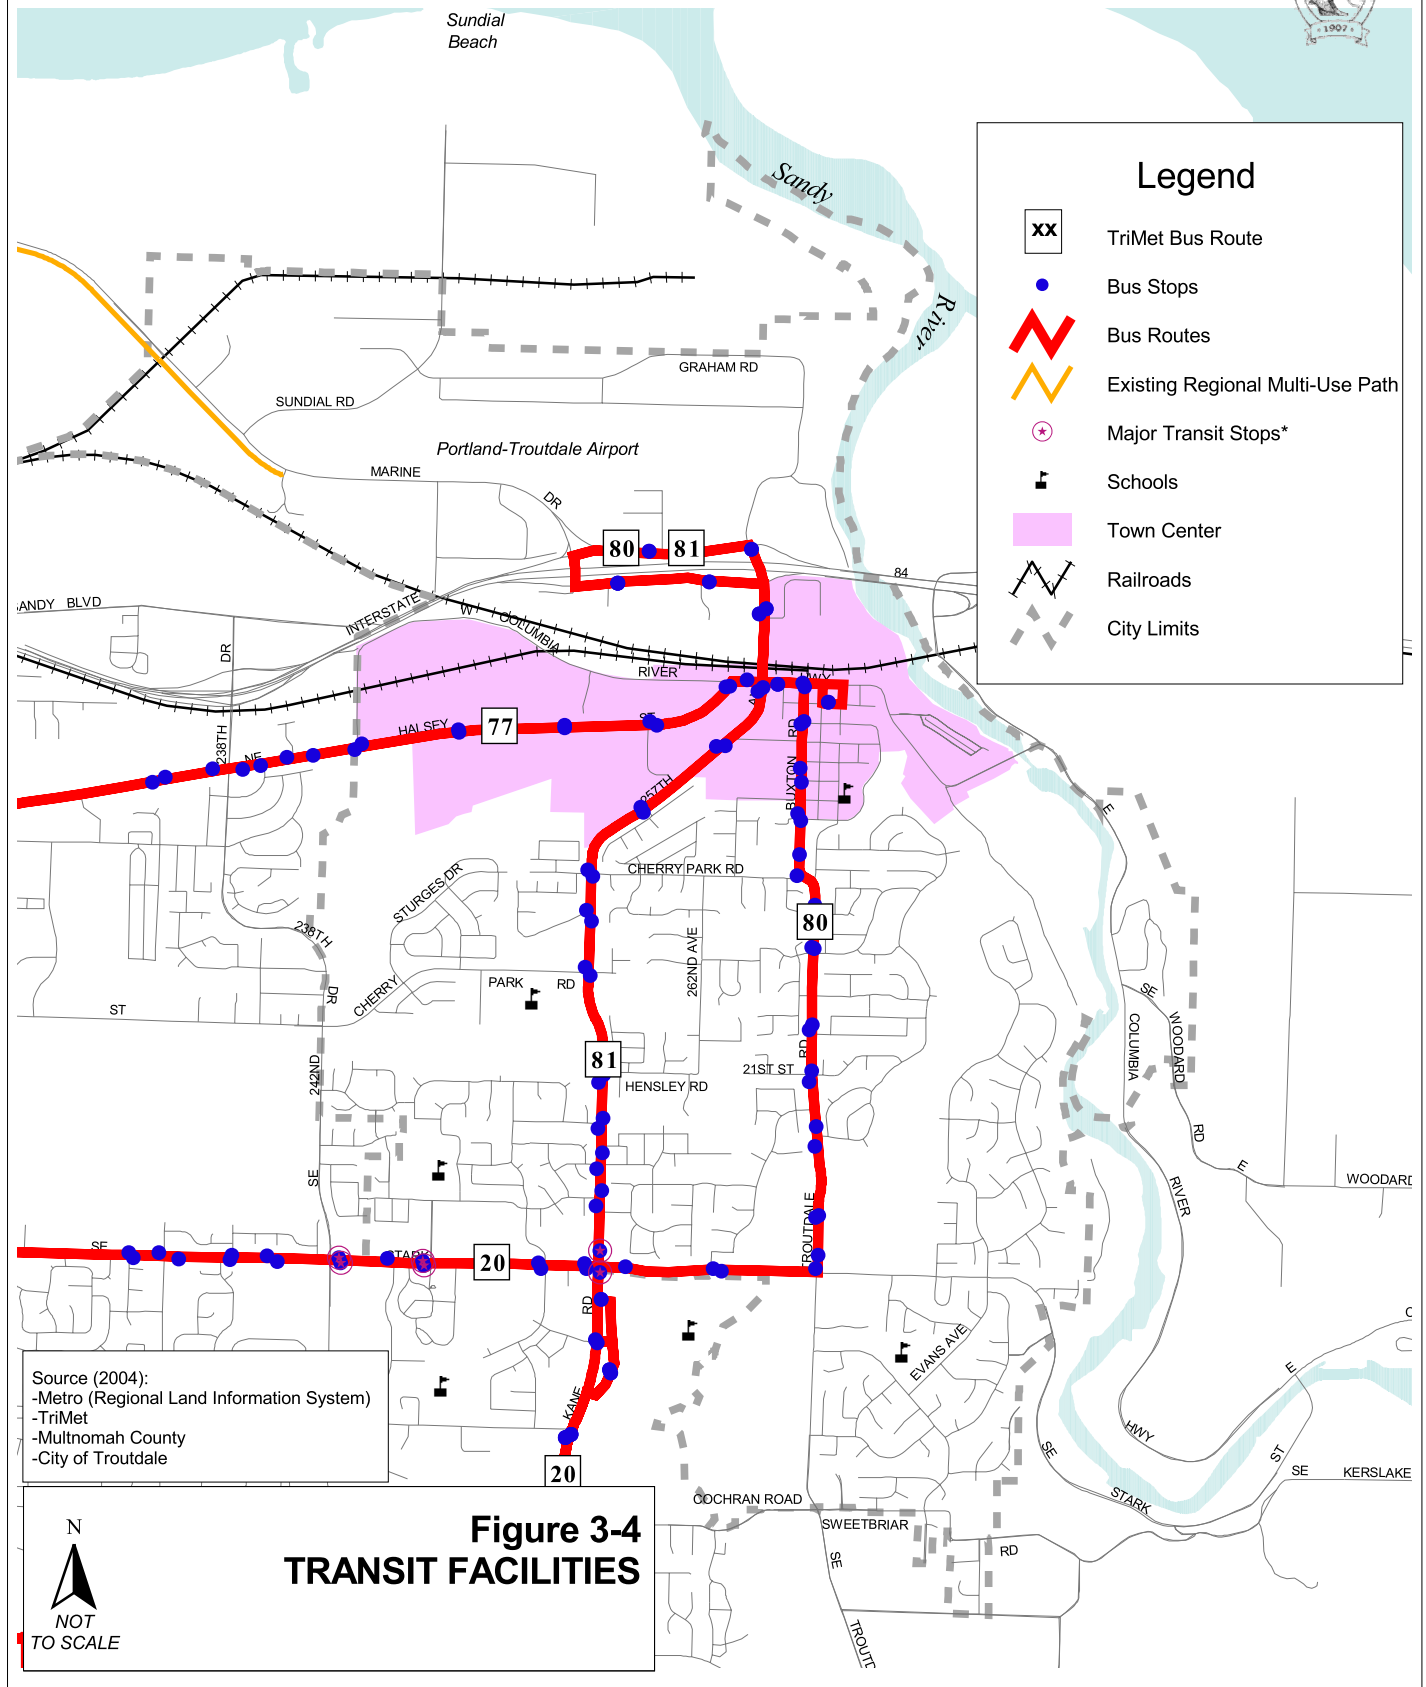 Sundial
Beach
1907
Sandy
River
Legend
xx
TriMet Bus Route
Bus Stops
Bus Routes
Existing Regional Multi-Use Path
Major Transit Stops*
Schools
Town Center
Railroads
City Limits
GRAHAM RD
SUNDIAL RD
Portland-Troutdale Airport
MARINE
DR
80
81
84
ANDY BLVD
INTERSTATE
W
COLUMBIA
DR
RIVER
HWY
HALSEY
77
ST
238TH
NE
RD
257TH
BUXTON
E
CHERRY PARK RD
STURGES DR
80
238TH
262ND AVE
DR
CHERRY
PARK RD
SE
ST
COLUMBIA
WOODARD
RD
81
242ND
21ST ST
HENSLEY RD
RD
E
SE
RIVER
WOODARD
TROUTDALE
SE
STARK
20
RD
EVANS AVE
E
KANE
HWY
SE
ST
20
SE KERSLAKE
STARK
COCHRAN ROAD
SWEETBRIAR
RD
SE
TROUTD
Source (2004):
-Metro (Regional Land Information System)
-TriMet
-Multnomah County
-City of Troutdale
Figure 3-4
TRANSIT FACILITIES
N
NOT
TO SCALE